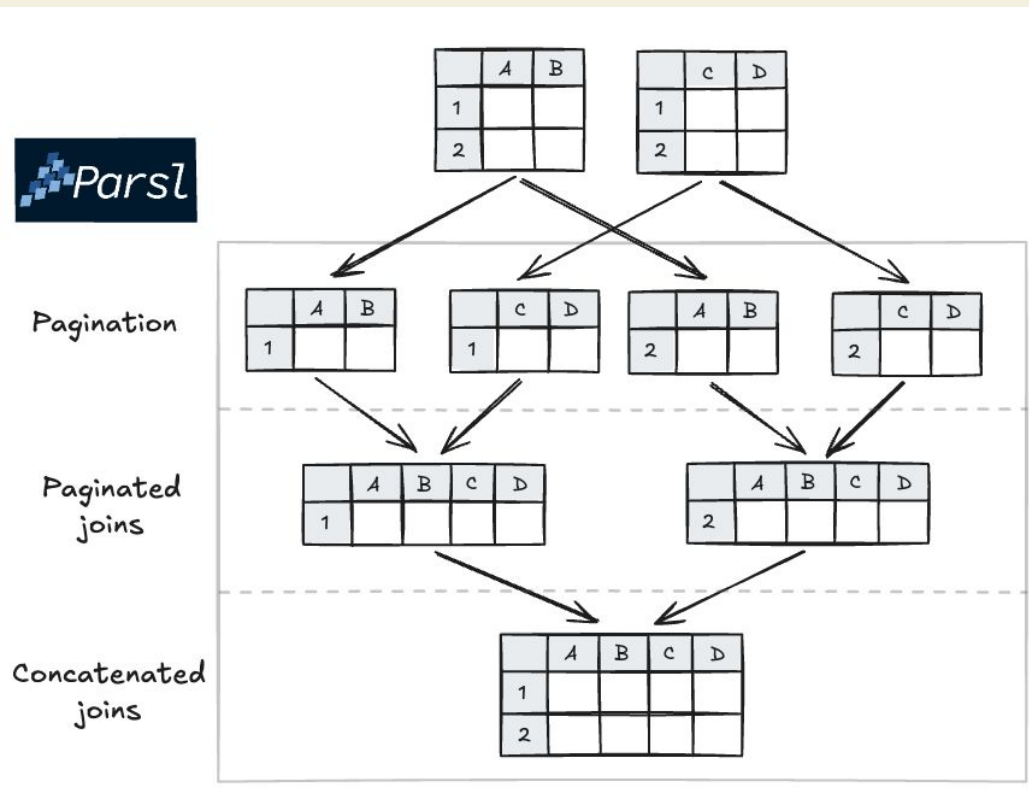 A B
1
2
C D
1
2
Parsl
Pagination
A B
1
C D
1
A B
2
C D
2
Paginated
joins
A B C D
1
A B C D
2
Concatenated
joins
A B C D
1
2